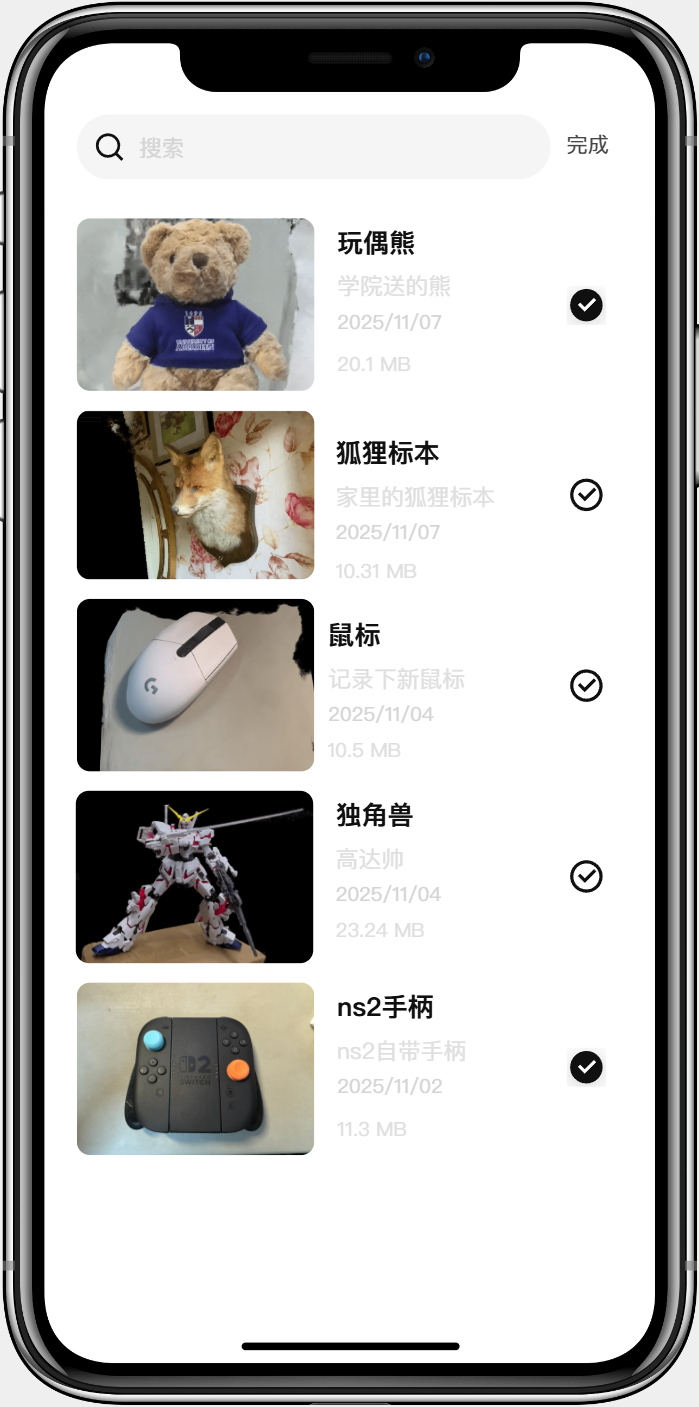 搜索
完成
玩偶熊
学院送的熊
2025/11/07
20.1 MB
狐狸标本
家里的狐狸标本
2025/11/07
10.31 MB
鼠标
记录下新鼠标
2025/11/04
10.5 MB
独角兽
高达帅
2025/11/04
23.24 MB
2
SWITCH
ns2手柄
ns2自带手柄
2025/11/02
11.3 MB